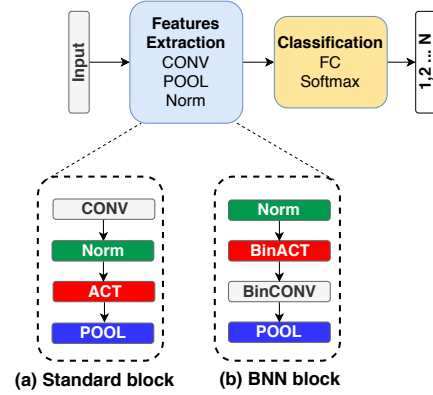 Input
Features
Extraction
CONV
POOL
Norm
Classification
FC
Softmax
1,2 ... N
CONV
Norm
ACT
POOL
(a) Standard block
Norm
BinACT
BinCONV
POOL
(b) BNN block